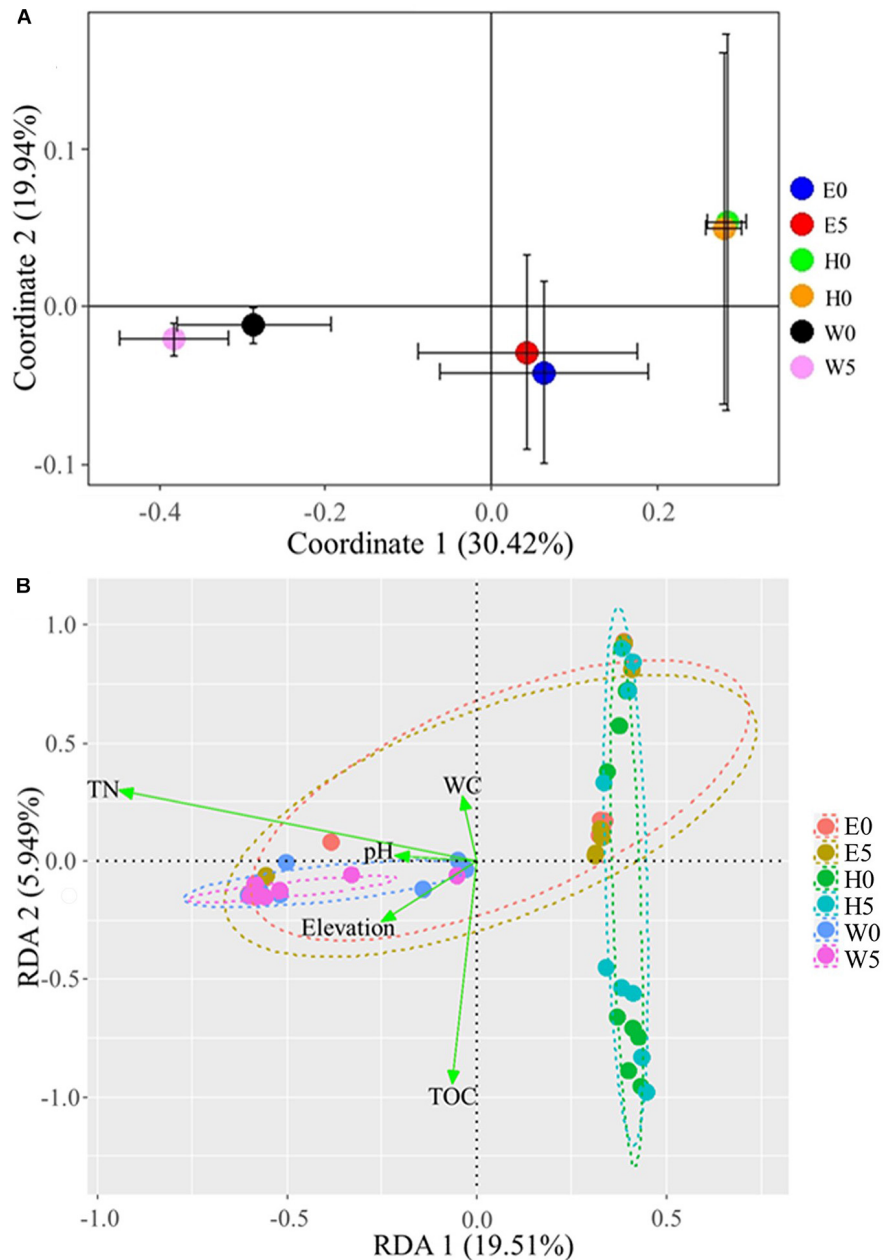 A
Coordinate 2 (19.94%)
0.1
0.0
-0.1
-0.4
-0.2
0.0
0.2
Coordinate 1 (30.42%)
E0
E5
H0
H0
W0
W5
B
RDA 2 (5.949%)
1.0
0.5
0.0
-0.5
-1.0
TN
WC
pH
Elevation
TOC
-1.0
-0.5
0.0
0.5
RDA 1 (19.51%)
E0
E5
H0
H5
W0
W5